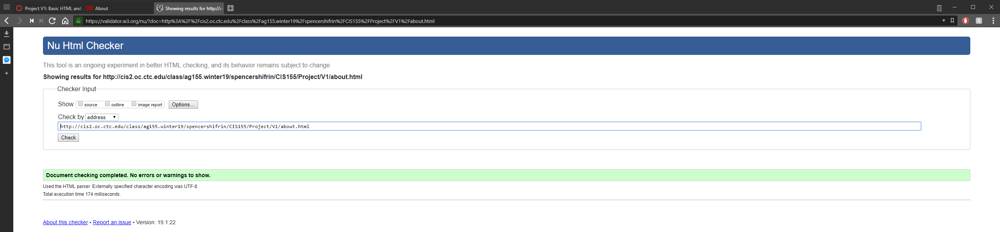 Project V1: Basic HTML and
About
Showing results for http://ci
https://validator.w3.org/nu/?doc=http%3A%2F%2Fcis2.oc.ctc.edu%2Fclass%2Fag155.winter19%2Fspencershifrin%2FCIS155%2FProject%2FV1%2Fabout.html
Nu Html Checker
This tool is an ongoing experiment in better HTML checking, and its behavior remains subject to change
Showing results for http://cis2.oc.ctc.edu/class/ag155.winter19/spencershifrin/CIS155/Project/V1/about.html
Checker Input
Show source outline image report Options...
Check by address
http://cis2.oc.ctc.edu/class/ag155.winter19/spencershifrin/CIS155/Project/V1/about.html
Check
Document checking completed. No errors or warnings to show.
Used the HTML parser. Externally specified character encoding was UTF-8.
Total execution time 174 milliseconds.
About this checker • Report an issue • Version: 19.1.22